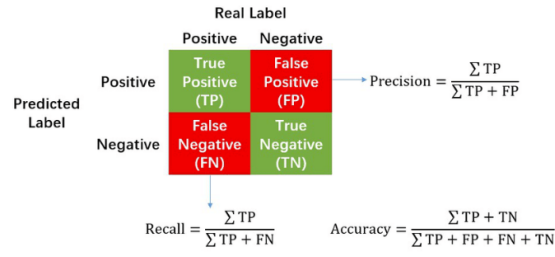 Real Label
Positive Negative
Predicted Label
Positive
True Positive (TP)
False Positive (FP)
Precision = ∑ TP / ∑ TP + FP
Negative
False Negative (FN)
True Negative (TN)
Recall = ∑ TP / ∑ TP + FN
Accuracy = ∑ TP + TN / ∑ TP + FP + FN + TN